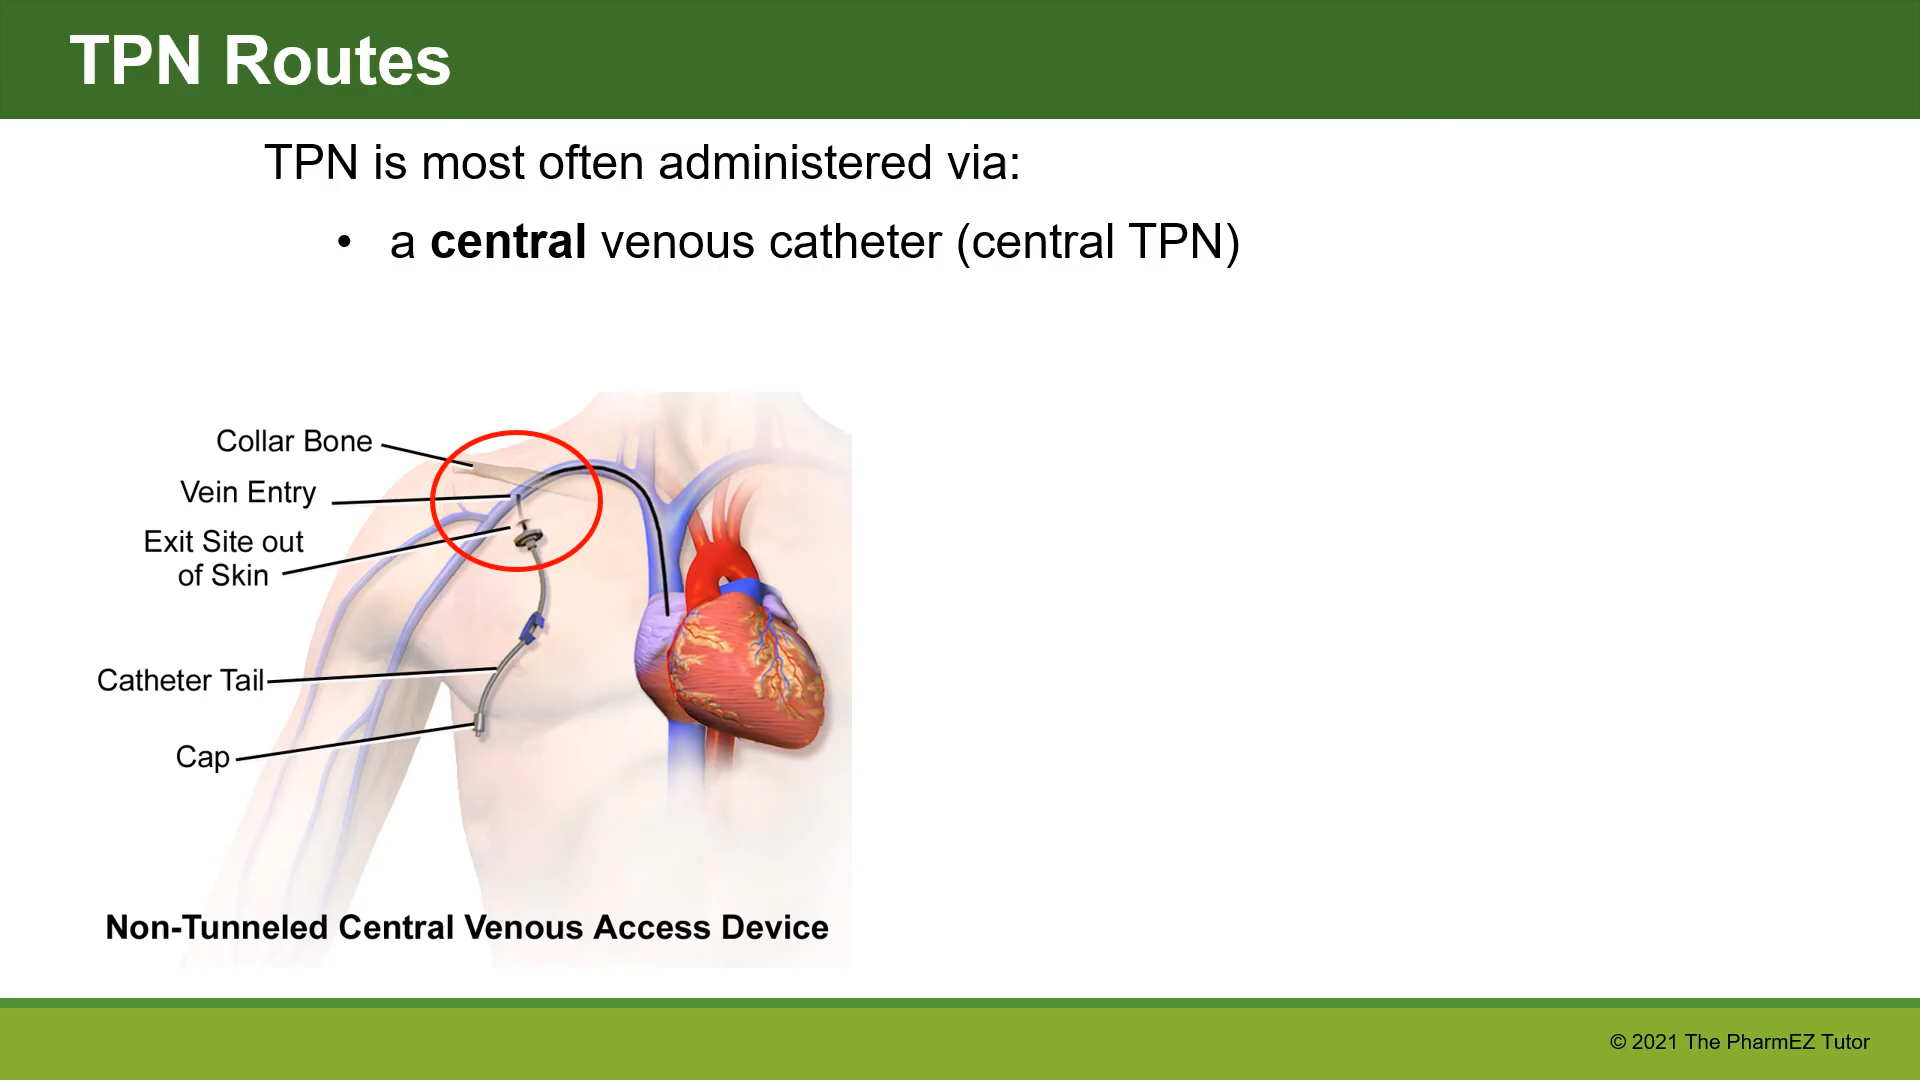 TPN Routes
TPN is most often administered via:
• a central venous catheter (central TPN)
Collar Bone
Vein Entry
Exit Site out
of Skin
Catheter Tail
Cap
Non-Tunneled Central Venous Access Device
© 2021 The PharmEZ Tutor